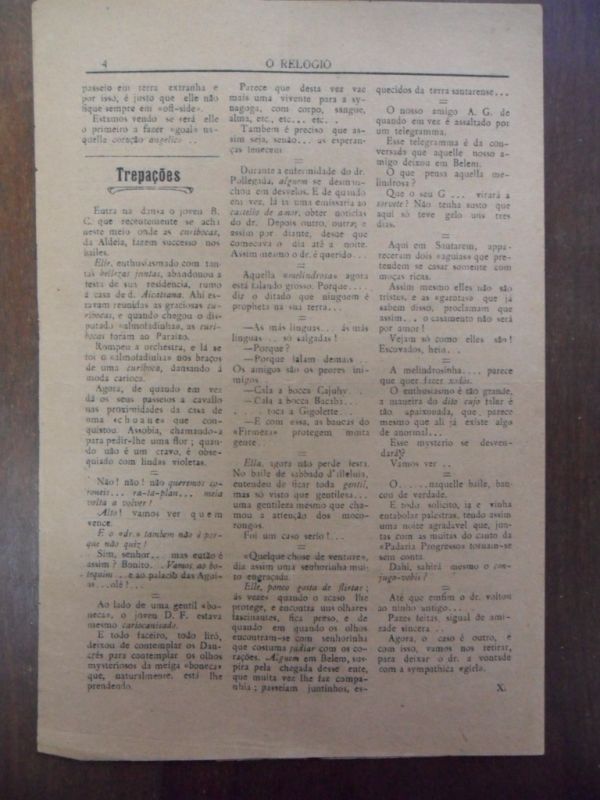 4
O RELOGIO
passeio em terra extranha e
por isso, é justo que elle não
fique sempre em «off-side».
Estamos vendo se será elle
o primeiro a fazer «goal» na-
quella coração angelico ..
Trepações
Entra na dansa o joven B.
C. que recentemente se achi
neste meio onde as curibocas,
da Aldeia, fazem successo nos
bailes.
Elle, enthusiasmado com tan-
tas bellezas juntas, abandonou a
festa de sua residencia, rumo
á casa de d. Alcatiana. Ahi es-
tavam reunidas as graciosas cu-
ribocas, e quando chegou o dis-
putado «almofadinha», as curi-
bocas foram ao Paraiso.
Rompeu a orchestra, e lá se
foi o «almofadinha» nos braços
de uma curiboca, dansando á
moda carioca.
Agora, de quando em vez
dá os seus passeios a cavallo
nas proximidades da casa de
uma «choane» que con-
quistou. Assobia, chamando-a
para pedir-lhe uma flor; quan-
do não é um cravo, é obse-
quiado com lindas violetas.
Não! não! não queremos co-
roneis... ra-ta-plan... meia
volta a volver!
Alto! vamos ver quem
vence.
E o «dr.» tambem não é por-
que não quiz!
Sim, senhor.. mas então é
assim? Bonito.. Vamos ao bo-
tequim .. e ao palacio das Agui-
as...olé!...
Ao lado de uma gentil «bo-
neca», o joven D. F. estava
mesmo cariocanisado.
E todo faceiro, todo liró,
deixou de contemplar os Dan-
crés para contemplar os olhos
mysteriosos da meiga «boneca»
que, naturalmente, está lhe
prendendo.
Parece que desta vez vae
mais uma vivente para a sy-
nagoga, com corpo, sangue,
alma, etc., etc... etc. .
Tambem é preciso que as-
sim seja, senão... as esperan-
ças fenecem
Durante a enfermidade do dr.
Pollegada, alguem se desman-
chou em desvelos. E de quando
em vez, lá ia uma emissaria ao
castello de amor, obter noticias
do dr. Depois outro, outra; e
assim por diante, desde que
começava o dia até a noite.
Assim mesmo o dr. é querido...
Aquella «melindrosa» agora
está falando grosso. Porque....
diz o ditado que ninguem é
propheta na sua terra...
—As más linguas... ás más
linguas .. só salgadas!
—Porque?
—Porque falam demais ..
Os amigos são os peores ini-
migos
—Cala a bocca Cajuhy..
—Cala a bocca Bacaba...
. . . toca a Gigolette..
—E com essa, as baucas do
«Firmeza» protegem muita
gente..
Ella, agora não perde festa.
No baile de sabbado d'illeluis,
entendeu de ficar toda gentil,
mas só visto que gentileza...
uma gentileza mesmo que cha-
mou a attenção dos moco-
rongos.
Foi um caso serio!...
«Quelque chose de venture»,
dia assim uma senhorinha mui-
to engraçada.
Elle, pouco gosta de flirtas;
ás vezes quando o acaso lhe
protege, e encontra uns olhares
fascinantes, fica preso, e de
quando em quando os olhos
encontram-se com senhorinha
que costuma judiar com os co-
rações. Alguem em Belem, sus-
pira pela chegada desse ente,
que muita vez lhe faz compa-
nhia; passeiam juntinhos, es-
quecidos da terra santarense...
O nosso amigo A. G. de
quando em vez é assaltado por
um telegramma.
Esse telegramma é da con-
versada que aquelle nosso a-
migo deixou em Belem.
O que pensa aquella me-
lindrosa?
Que o seu G... virará a
sorvete! Não tenha susto que
aqui só teve gelo uns tres
dias.
Aqui em Santarem, appa-
receram dois «aguias» que pre-
tendem se casar somente com
moças ricas.
Assim mesmo elles não são
tristes, e as «garotas» que já
sabem disso, proclamam que
assim... o casamento não será
por amor!
Vejam só como elles são!
Escovados, hein..
A melindrosinha.... parece
que quer fazer nodos.
O enthusiasmo é tão grande,
a maneira do dito cujo falar é
tão apaixonada, que, parece
mesmo que ali já existe algo
de anormal...
Esse mysterio se desven-
dará?
Vamos ver ..
O......naquelle baile, ban-
cou de verdade.
E todo solicito, ia e vinha
entabolar palestras, tendo assim
uma noite agradavel que, jun-
tas com as muitas do canto da
«Padaria Progresso» tornam-se
sem conta.
Dahi, sahirá mesmo o con-
jugo-vobis?
Até que emfim o dr. voltou
ao ninho antigo...
Pazes feitas, signal de ami-
zade sincera ..
Agora, o caso é outro, e
com isso, vamos nos retirar,
para deixar o dr. a vontade
com a sympathica «girl».
X.